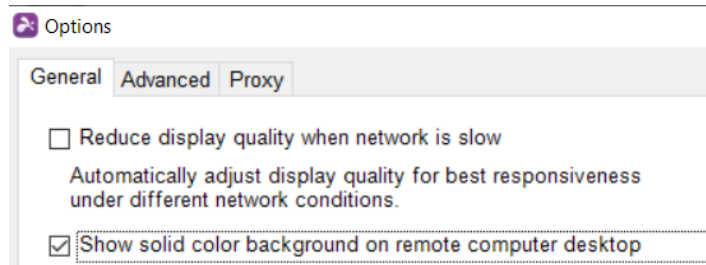 Options
General Advanced Proxy
Reduce display quality when network is slow
Automatically adjust display quality for best responsiveness
under different network conditions.
Show solid color background on remote computer desktop